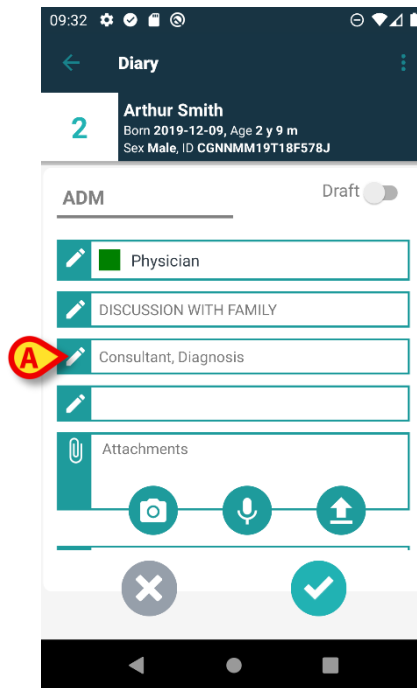 09:32
Diary
2
Arthur Smith
Born 2019-12-09, Age 2 y 9 m
Sex Male, ID CGNNMM19T18F578J
ADM
Draft
Physician
DISCUSSION WITH FAMILY
A
Consultant, Diagnosis
Attachments